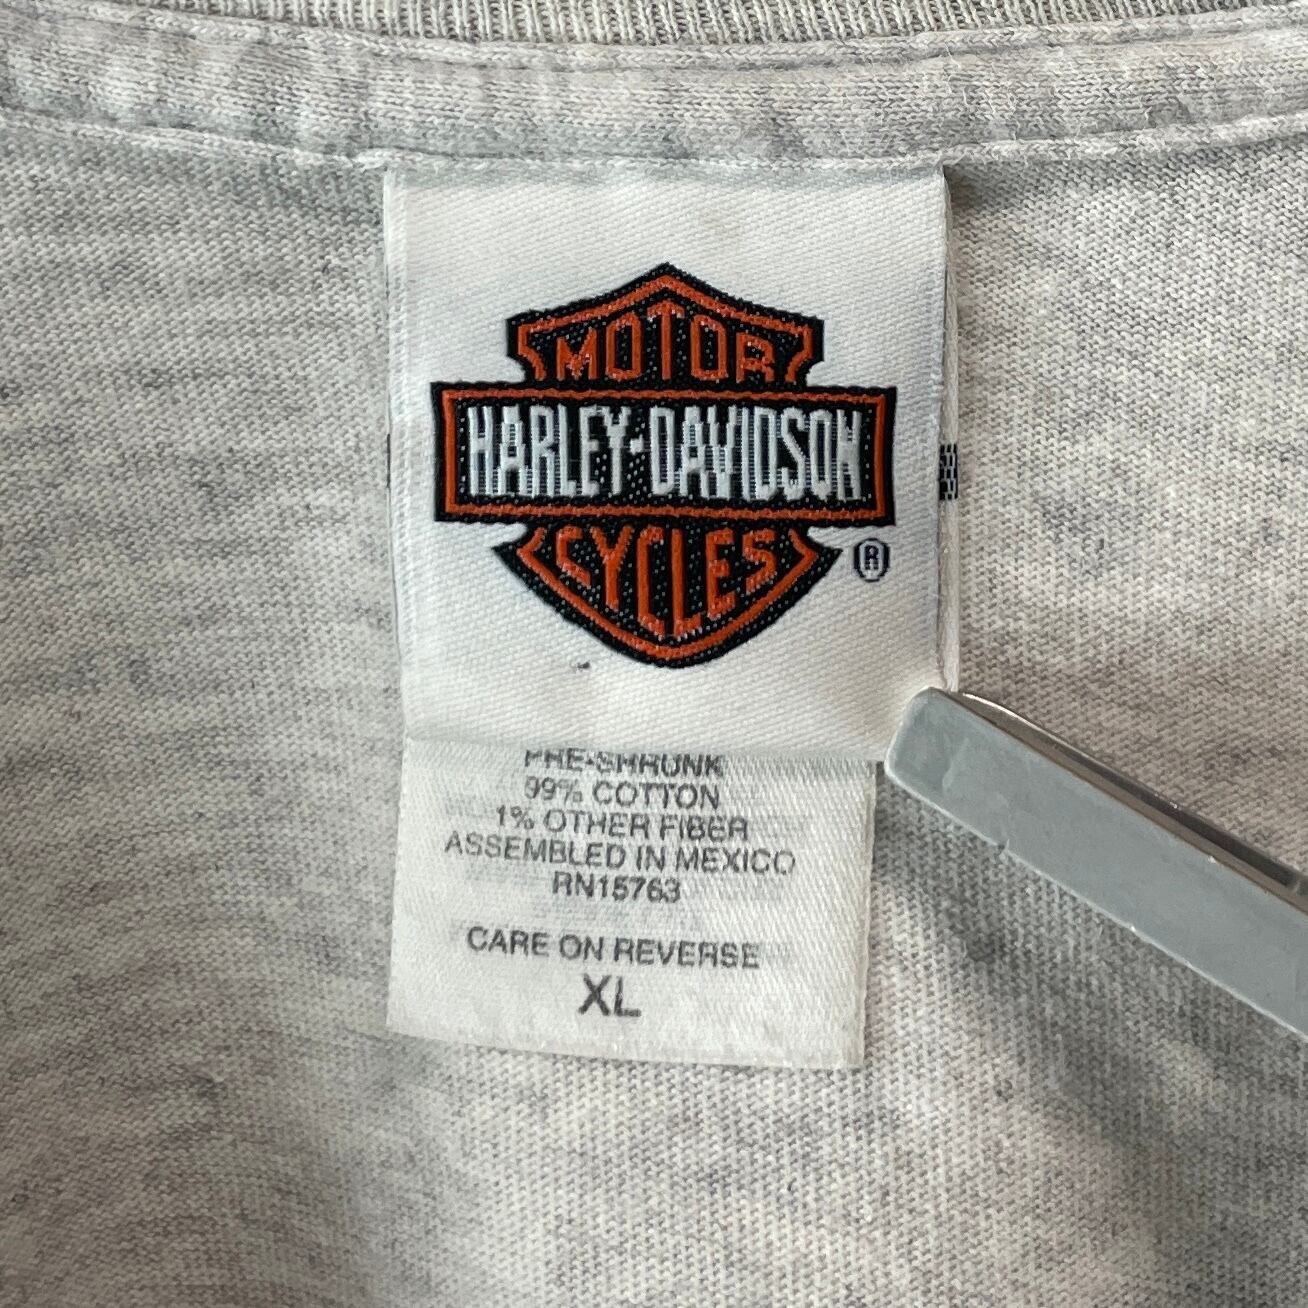 MOTOR
HARLEY-DAVIDSON
CYCLES
®
PRE-SHRUNK
99% COTTON
1% OTHER FIBER
ASSEMBLED IN MEXICO
RN15763
CARE ON REVERSE
XL